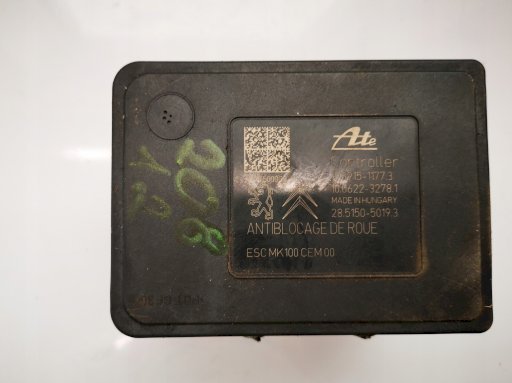 Ate
Controller
10.0622-3278.1
MADE IN HUNGARY
28.5150-5019.3
ANTIBLOCAGE DE ROUE
ESC MK100 CEM 00
208